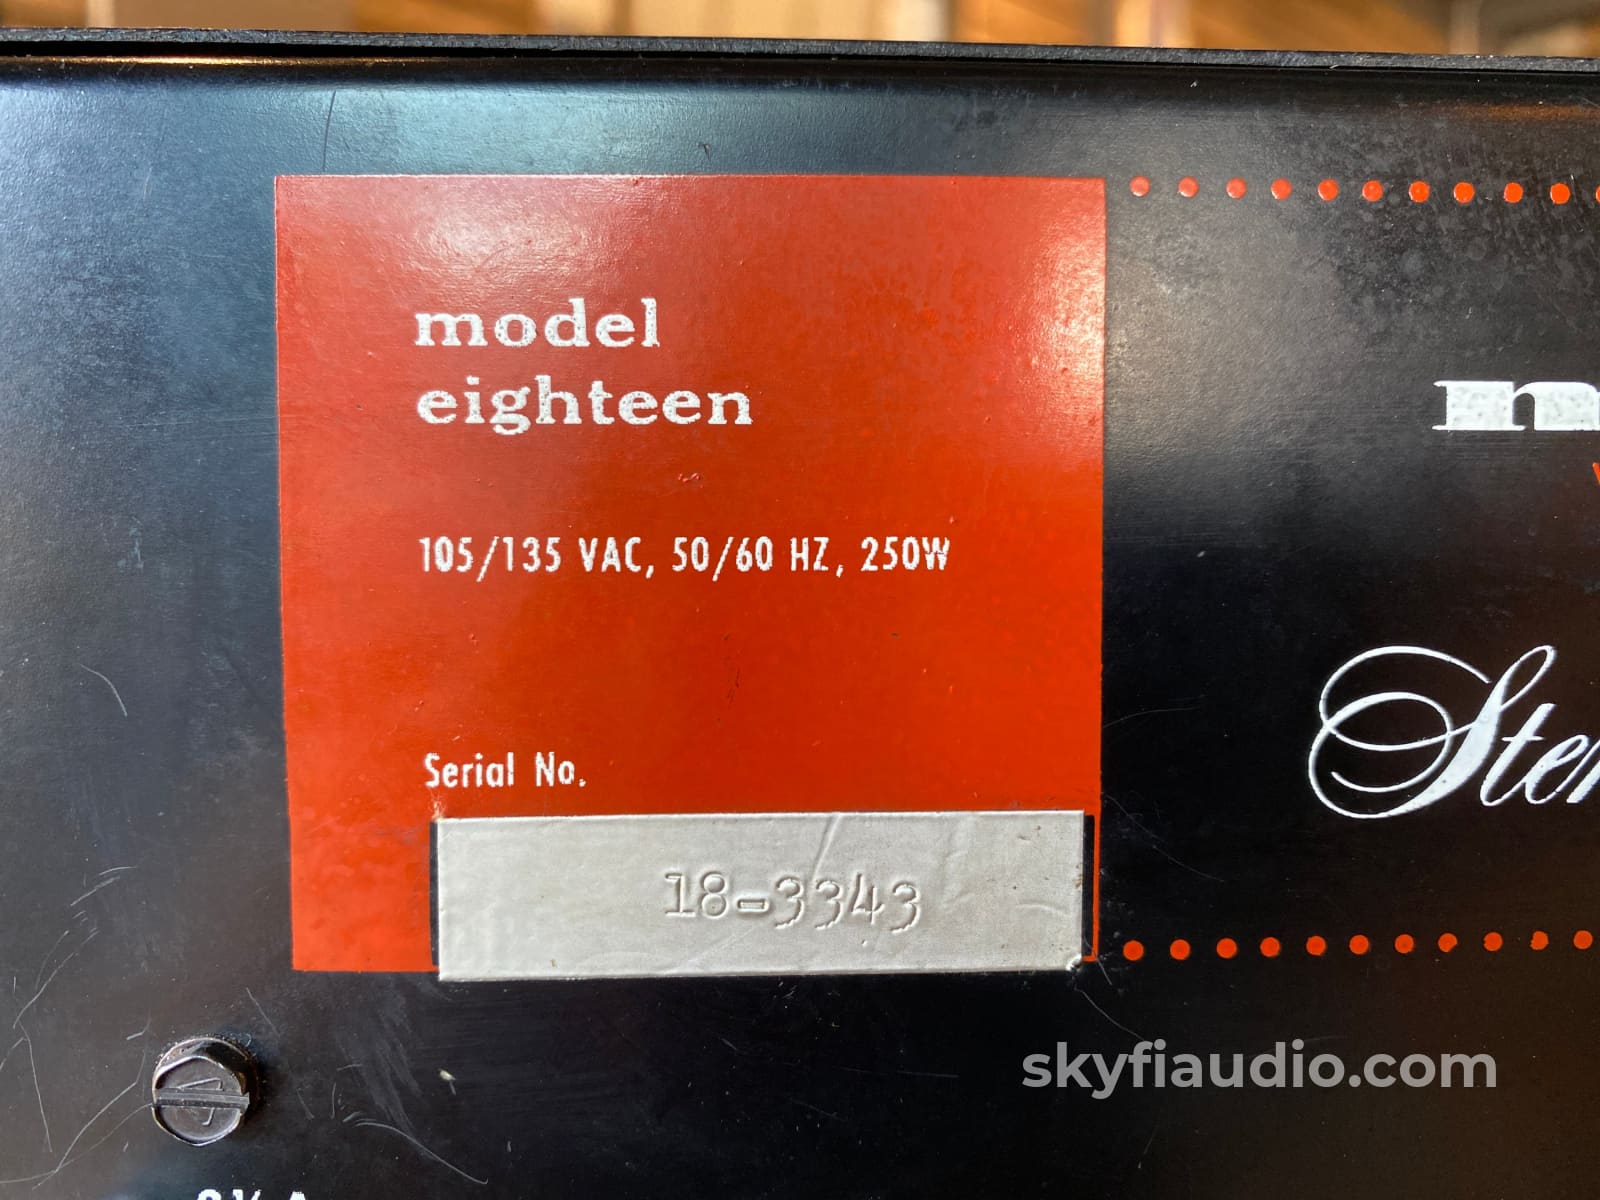 model
eighteen
105/135 VAC, 50/60 HZ, 250W
Serial No.
18-3343
skyfiaudio.com